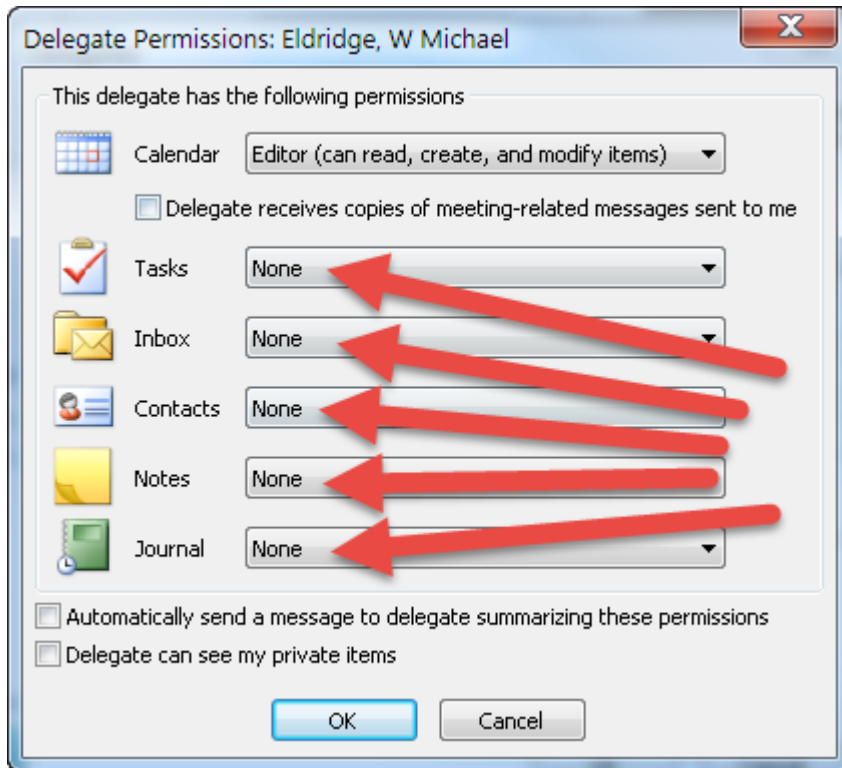 Delegate Permissions: Eldridge, W Michael
This delegate has the following permissions
Calendar Editor (can read, create, and modify items)
Delegate receives copies of meeting-related messages sent to me
Tasks None
Inbox None
Contacts None
Notes None
Journal None
Automatically send a message to delegate summarizing these permissions
Delegate can see my private items
OK Cancel